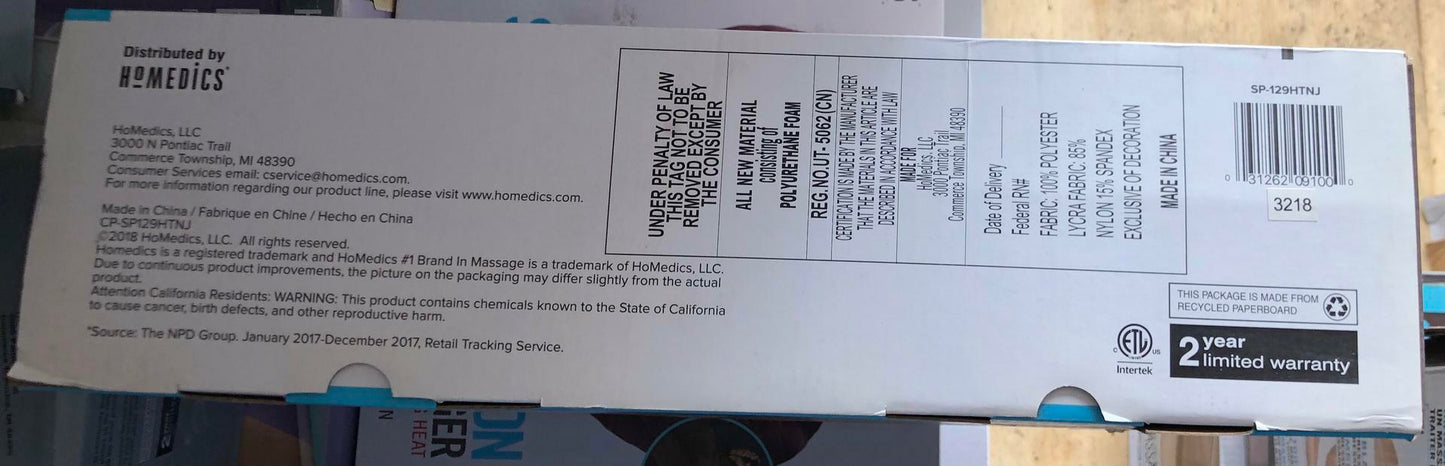 Distributed by
HOMEDICS
HoMedics, LLC
3000 N Pontiac Trail
Commerce Township, MI 48390
Consumer Services email: cservice@homedics.com.
For more information regarding our product line, please visit www.homedics.com.
Made in China / Fabrique en Chine / Hecho en China
CP-SP129HTNJ
©2018 HoMedics, LLC. All rights reserved.
Homedics is a registered trademark and HoMedics #1 Brand In Massage is a trademark of HoMedics, LLC.
Due to continuous product improvements, the picture on the packaging may differ slightly from the actual
product.
Attention California Residents: WARNING: This product contains chemicals known to the State of California
to cause cancer, birth defects, and other reproductive harm.
*Source: The NPD Group. January 2017-December 2017, Retail Tracking Service.
UNDER PENALTY OF LAW
THIS TAG NOT TO BE
REMOVED EXCEPT BY
THE CONSUMER
ALL NEW MATERIAL
consisting of
POLYURETHANE FOAM
REG.NO.UT- 5062 (CN)
CERTIFICATION IS MADE BY THE MANUFACTURER
THAT THE MATERIALS IN THIS ARTICLE ARE
DESCRIBED IN ACCORDANCE WITH LAW
MADE FOR
HoMedics, LLC
3000 Pontiac Trail
Commerce Township, MI 48390
Date of Delivery
Federal RN#
FABRIC: 100% POLYESTER
LYCRA FABRIC: 85%
NYLON 15% SPANDEX
EXCLUSIVE OF DECORATION
MADE IN CHINA
SP-129HTNJ
0 31262 09100 0
3218
THIS PACKAGE IS MADE FROM
RECYCLED PAPERBOARD
C ETL US
Intertek
2 year
limited warranty
ON
GER
HEAT
UN MASS
TRAITER